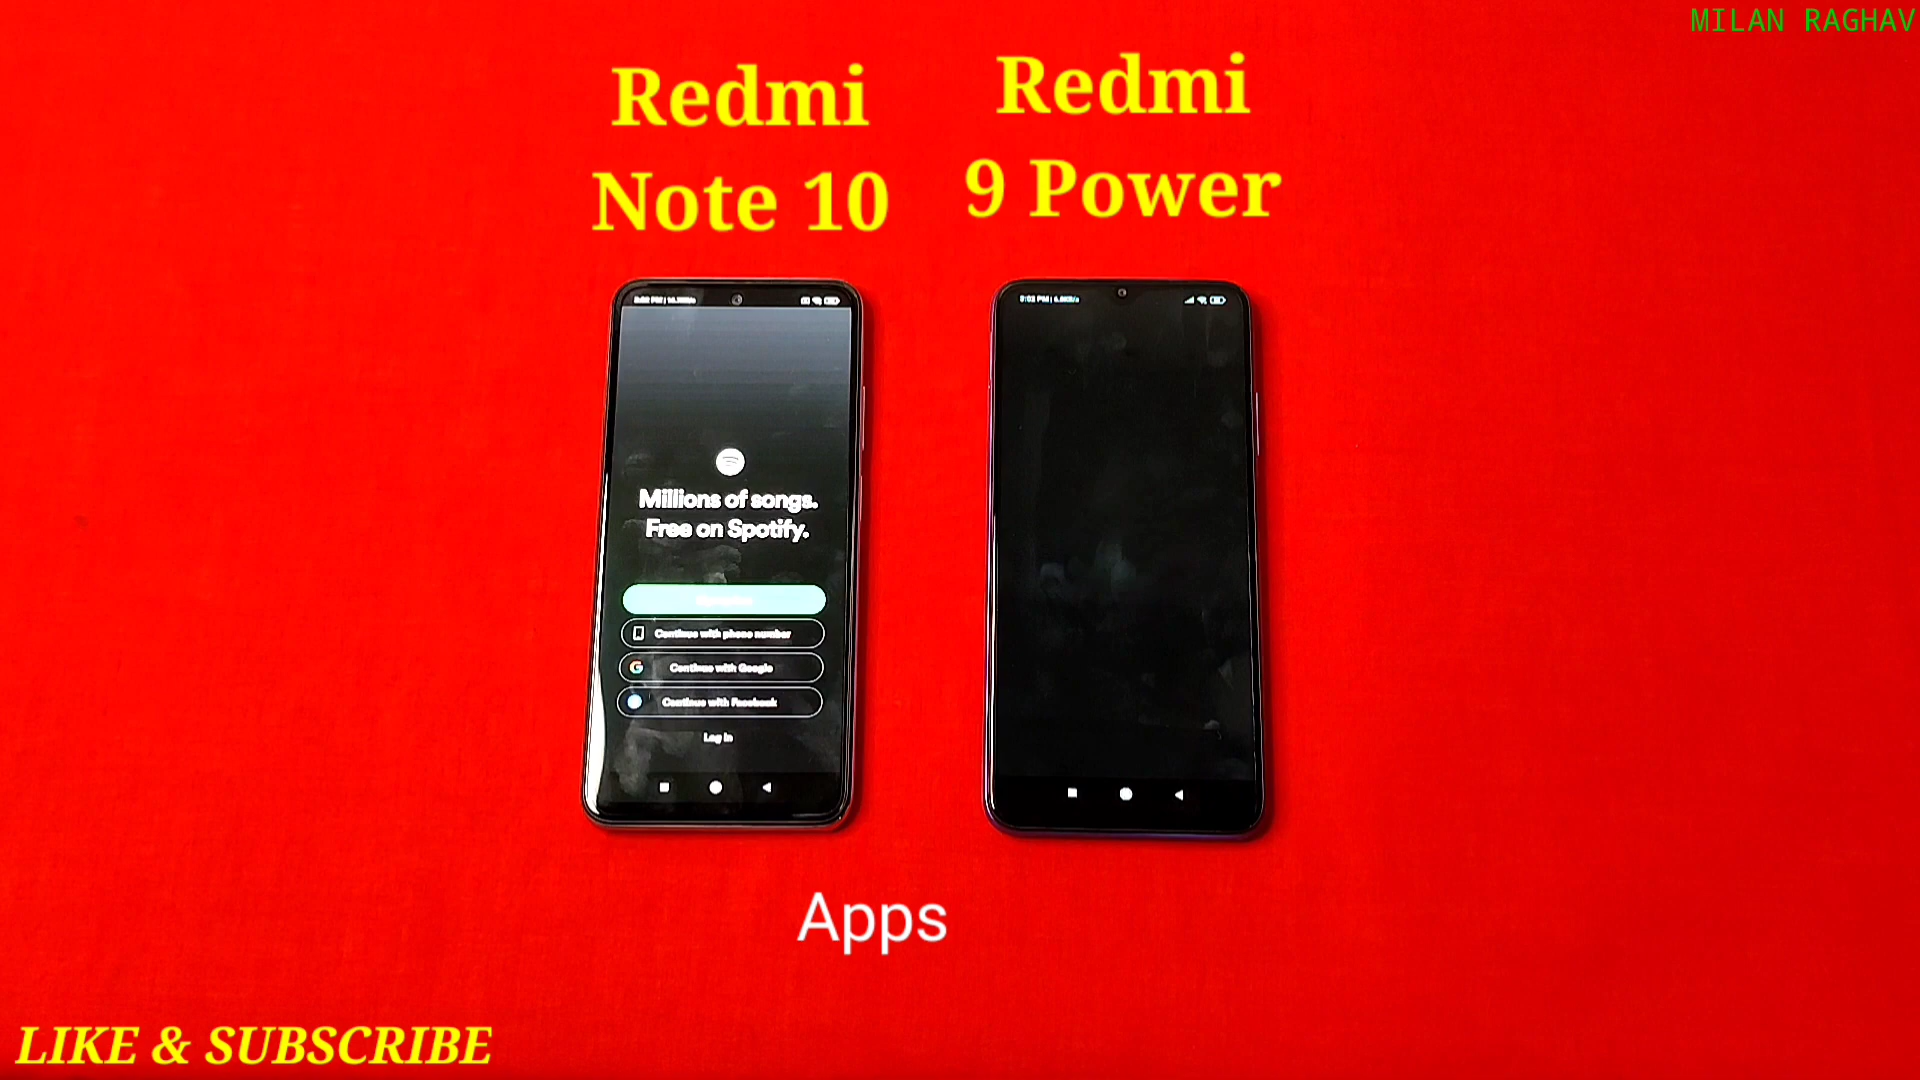 MILAN RAGHAV
Redmi
Note 10
Redmi
9 Power
Millions of songs.
Free on Spotify.
Continue with phone number
Continue with Google
Continue with Facebook
Log in
Apps
LIKE & SUBSCRIBE